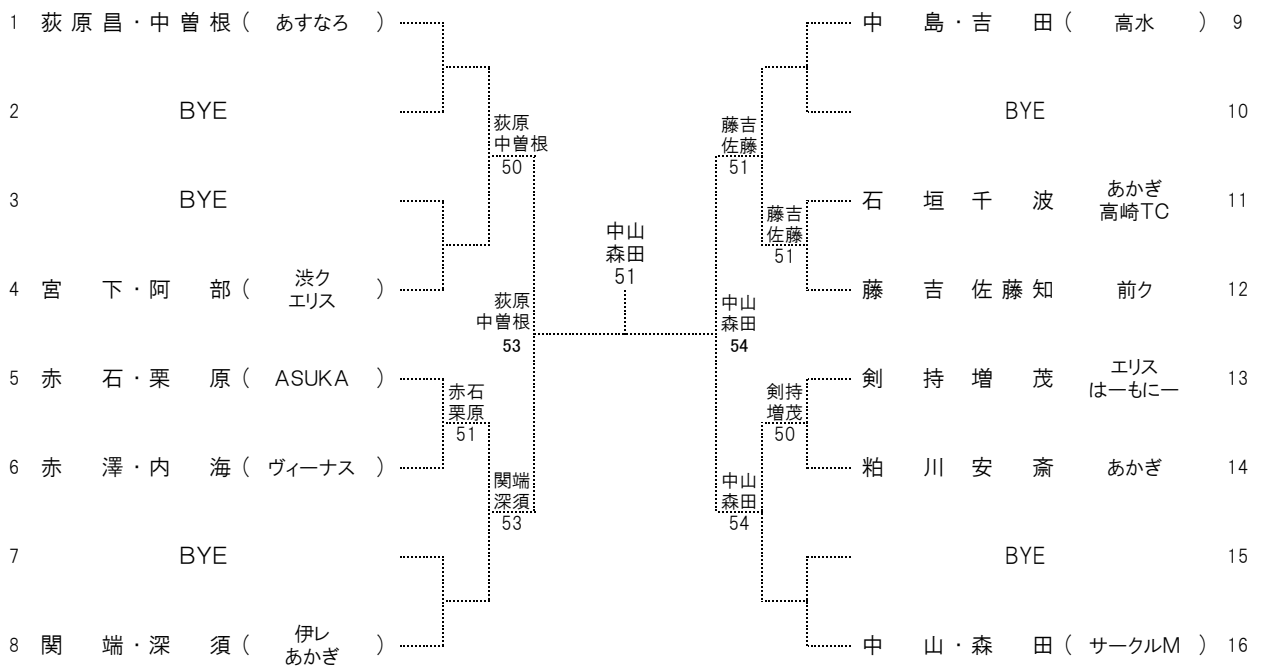 1 荻原昌・中曽根（ あすなろ ）
2 BYE
3 BYE
4 宮下・阿部（ 渋ク エリス ）
5 赤石・栗原（ ASUKA ）
6 赤澤・内海（ ヴィーナス ）
7 BYE
8 関端・深須（ 伊レ あかぎ ）
赤石
栗原
51
荻原
中曽根
50
関端
深須
53
荻原
中曽根
53
中山
森田
51
中山
森田
54
藤吉
佐藤
51
中山
森田
54
藤吉
佐藤
51
剣持
増茂
50
中島・吉田（ 高水 ） 9
BYE 10
石垣千波 あかぎ 高崎TC 11
藤吉佐藤知 前ク 12
剣持増茂 エリス はーもにー 13
粕川安斎 あかぎ 14
BYE 15
中山・森田（ サークルM ） 16